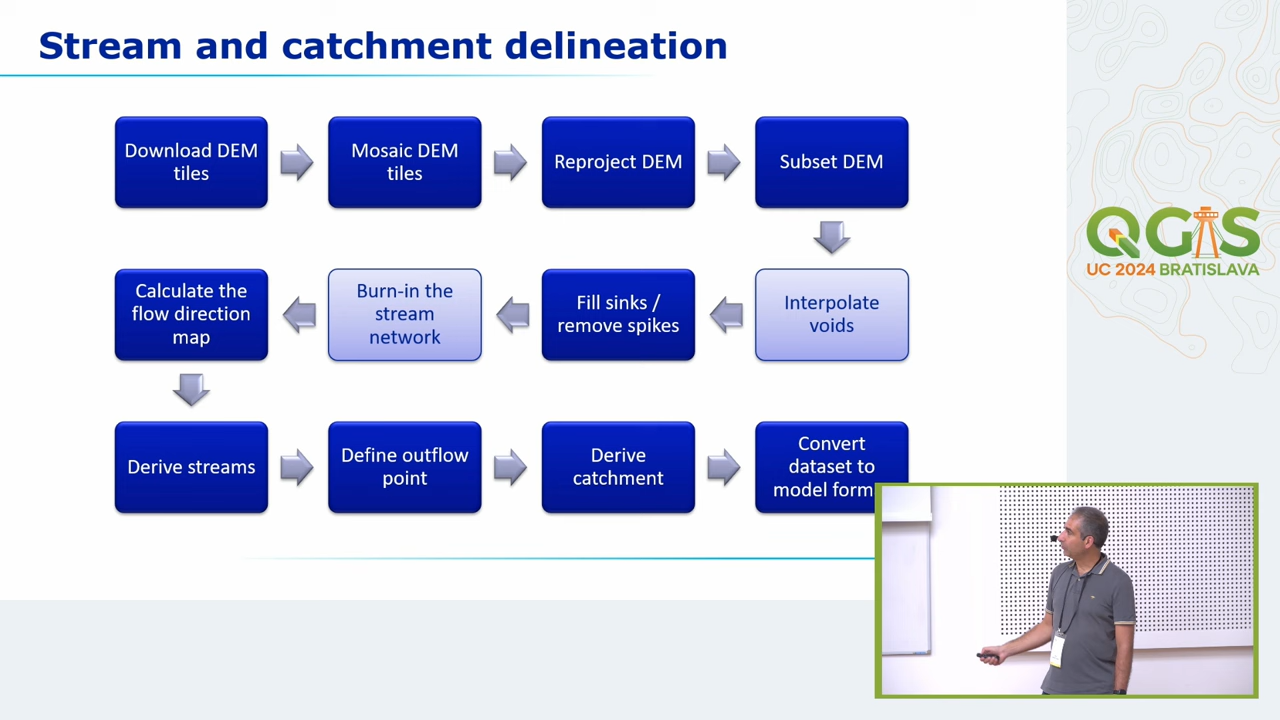 Stream and catchment delineation
Download DEM
tiles
Mosaic DEM
tiles
Reproject DEM
Subset DEM
QGIS
UC 2024 BRATISLAVA
Calculate the
flow direction
map
Burn-in the
stream
network
Fill sinks /
remove spikes
Interpolate
voids
Derive streams
Define outflow
point
Derive
catchment
Convert
dataset to
model form